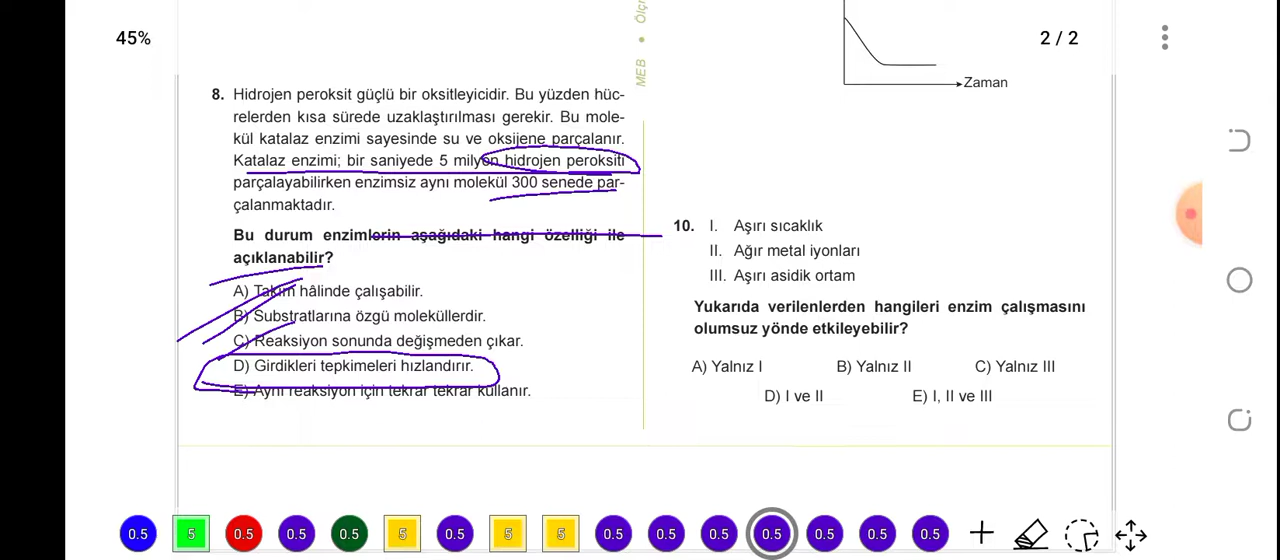 45%
2 / 2
MEB ● Ölçm
Zaman
8. Hidrojen peroksit güçlü bir oksitleyicidir. Bu yüzden hüc-
relerden kısa sürede uzaklaştırılması gerekir. Bu mole-
kül katalaz enzimi sayesinde su ve oksijene parçalanır.
Katalaz enzimi; bir saniyede 5 milyon hidrojen peroksiti
parçalayabilirken enzimsiz aynı molekül 300 senede par-
çalanmaktadır.
Bu durum enzimlerin aşağıdaki hangi özelliği ile
açıklanabilir?
A) Takım hâlinde çalışabilir.
B) Substratlarına özgü moleküllerdir.
C) Reaksiyon sonunda değişmeden çıkar.
D) Girdikleri tepkimeleri hızlandırır.
E) Aynı reaksiyon için tekrar tekrar kullanır.
10. I. Aşırı sıcaklık
II. Ağır metal iyonları
III. Aşırı asidik ortam
Yukarıda verilenlerden hangileri enzim çalışmasını
olumsuz yönde etkileyebilir?
A) Yalnız I B) Yalnız II C) Yalnız III
D) I ve II E) I, II ve III
0.5 5 0.5 0.5 0.5 5 0.5 5 5 0.5 0.5 0.5 0.5 0.5 0.5 0.5